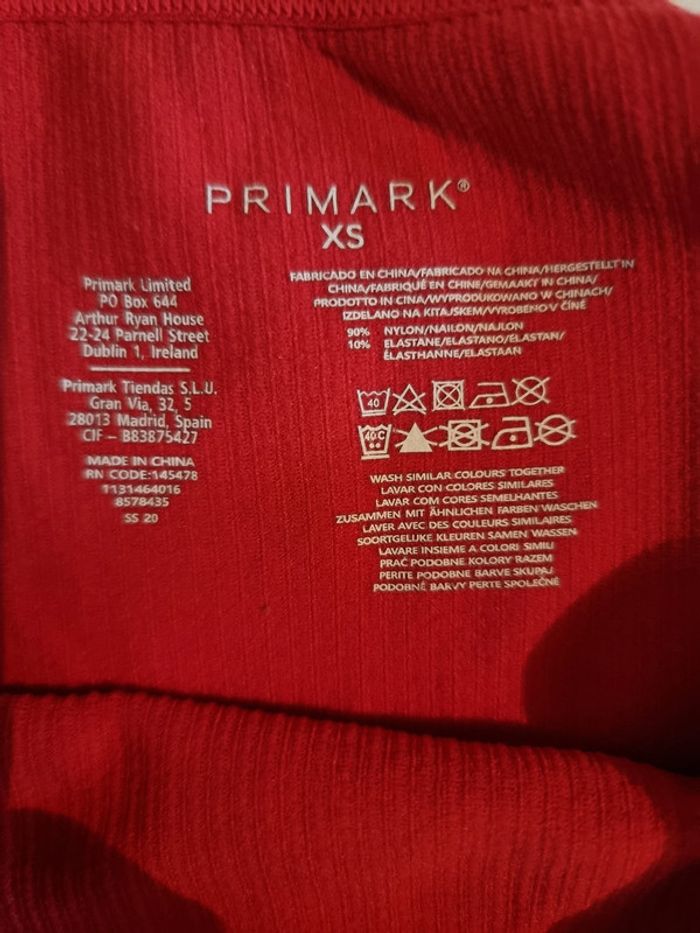 PRIMARK®
XS
Primark Limited
PO Box 644
Arthur Ryan House
22-24 Parnell Street
Dublin 1, Ireland
Primark Tiendas S.L.U.
Gran Via, 32, 5
28013 Madrid, Spain
CIF – B83875427
MADE IN CHINA
RN CODE:145478
1131464016
8578435
SS 20
FABRICADO EN CHINA/FABRICADO NA CHINA/HERGESTELLT IN
CHINA/FABRIQUÉ EN CHINE/GEMAAKT IN CHINA/
PRODOTTO IN CINA/WYPRODUKOWANO W CHINACH/
IZDELANO NA KITAJSKEM/VYROBENO V ČÍNĚ
90% NYLON/NAILON/NAJLON
10% ELASTANE/ELASTANO/ELASTAN/
ÉLASTHANNE/ELASTAAN
40
40C
WASH SIMILAR COLOURS TOGETHER
LAVAR CON COLORES SIMILARES
LAVAR COM CORES SEMELHANTES
ZUSAMMEN MIT ÄHNLICHEN FARBEN WASCHEN
LAVER AVEC DES COULEURS SIMILAIRES
SOORTGELIJKE KLEUREN SAMEN WASSEN
LAVARE INSIEME A COLORI SIMILI
PRAĆ PODOBNE KOLORY RAZEM
PERITE PODOBNE BARVE SKUPAJ
PODOBNÉ BARVY PERTE SPOLEČNĚ